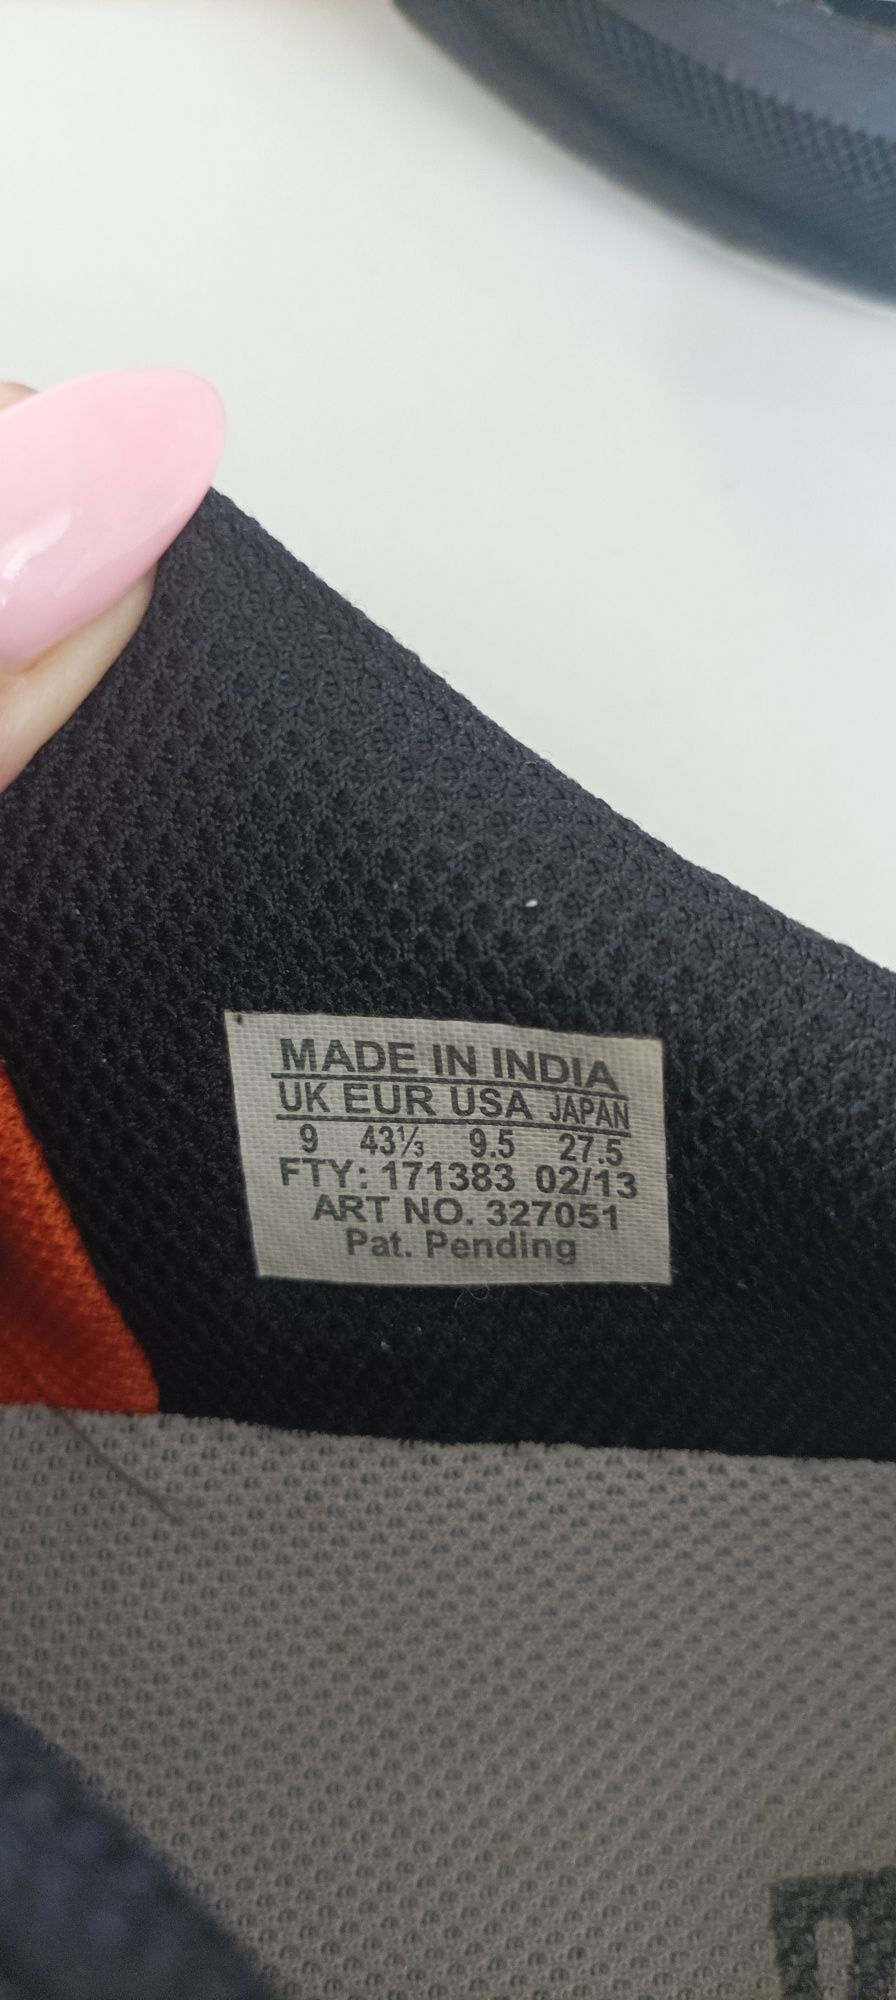 MADE IN INDIA
UK EUR USA JAPAN
9 43⅓ 9.5 27.5
FTY: 171383 02/13
ART NO. 327051
Pat. Pending